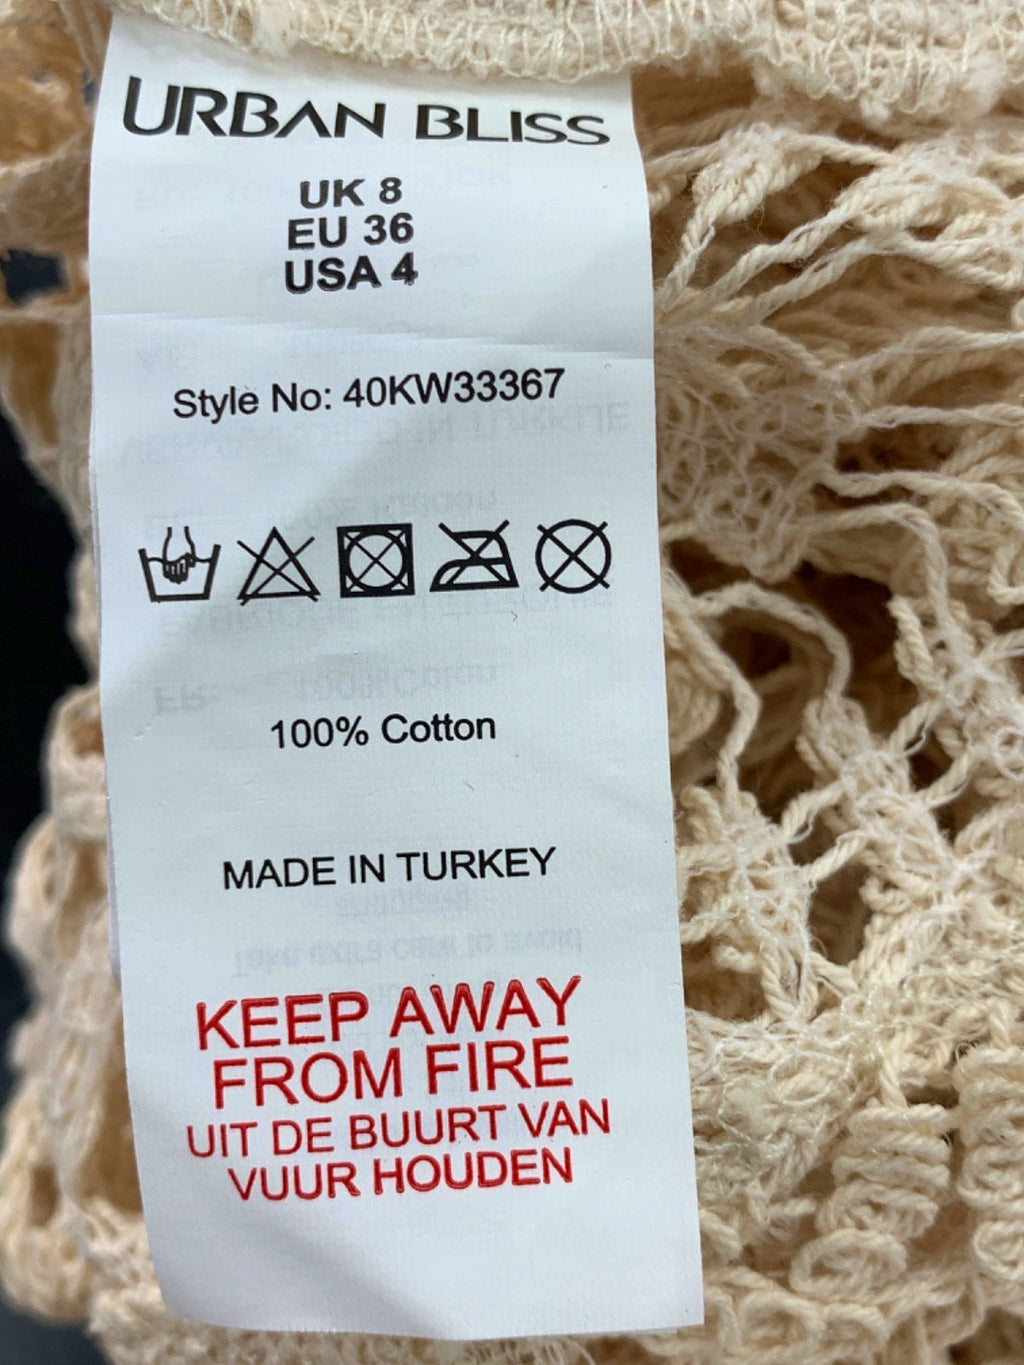 URBAN BLISS
UK 8
EU 36
USA 4
Style No: 40KW33367
100% Cotton
MADE IN TURKEY
KEEP AWAY
FROM FIRE
UIT DE BUURT VAN
VUUR HOUDEN